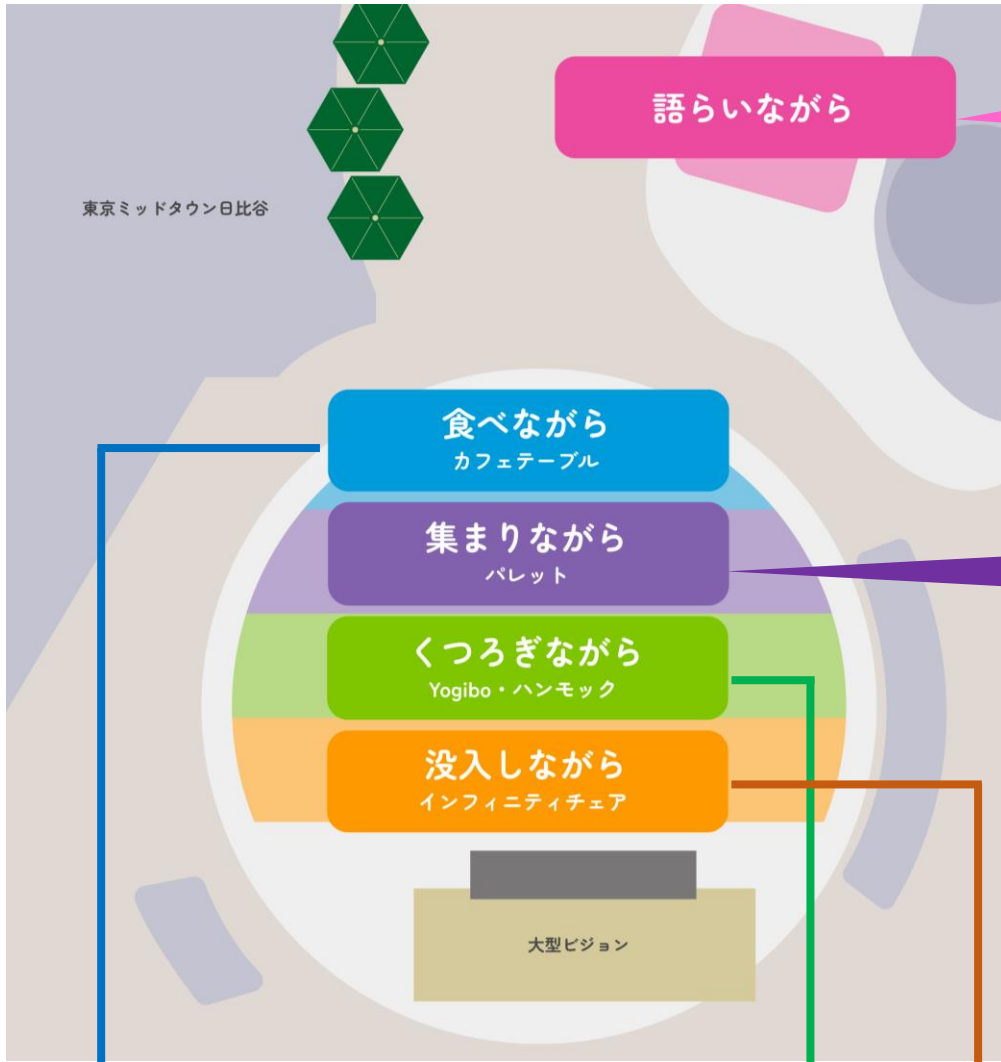 語らいながら
東京ミッドタウン日比谷
食べながら
カフェテーブル
集まりながら
パレット
くつろぎながら
Yogibo・ハンモック
没入しながら
インフィニティチェア
大型ビジョン